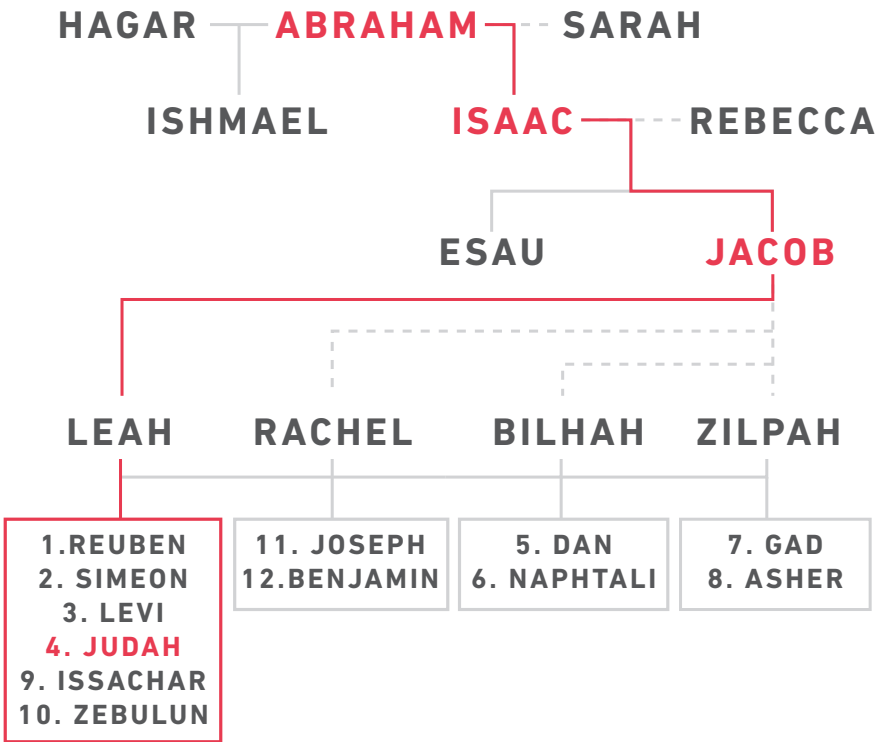 HAGAR ABRAHAM SARAH
ISHMAEL ISAAC REBECCA
ESAU JACOB
LEAH RACHEL BILHAH ZILPAH
1.REUBEN
2. SIMEON
3. LEVI
4. JUDAH
9. ISSACHAR
10. ZEBULUN
11. JOSEPH
12.BENJAMIN
5. DAN
6. NAPHTALI
7. GAD
8. ASHER